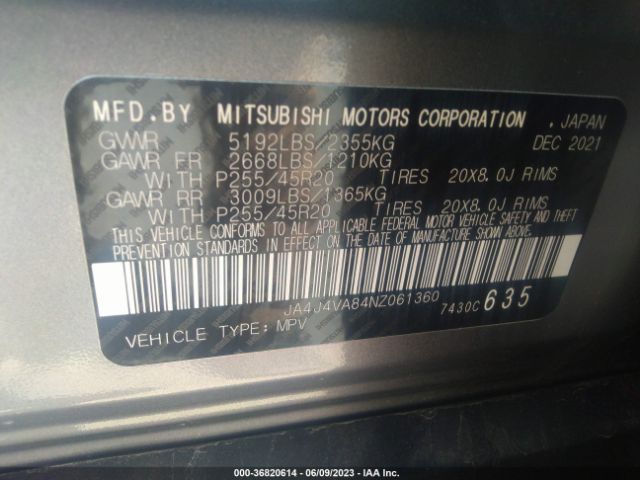 MFD.BY MITSUBISHI MOTORS CORPORATION . JAPAN
GVWR 5192LBS/2355KG DEC 2021
GAWR FR 2668LBS/1210KG
WITH P255/45R20 TIRES 20X8.0J RIMS
GAWR RR 3009LBS/1365KG
WITH P255/45R20 TIRES 20X8.0J RIMS
THIS VEHICLE CONFORMS TO ALL APPLICABLE FEDERAL MOTOR VEHICLE SAFETY AND THEFT
PREVENTION STANDARDS IN EFFECT ON THE DATE OF MANUFACTURE SHOWN ABOVE.
JA4J4VA84NZ061360 7430C 635
VEHICLE TYPE: MPV
000-36820614 - 06/09/2023 - IAA Inc.